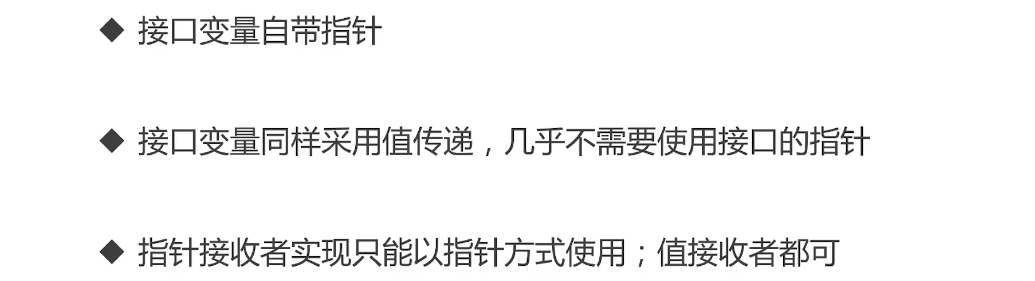 ◆ 接口变量自带指针
◆ 接口变量同样采用值传递，几乎不需要使用接口的指针
◆ 指针接收者实现只能以指针方式使用；值接收者都可